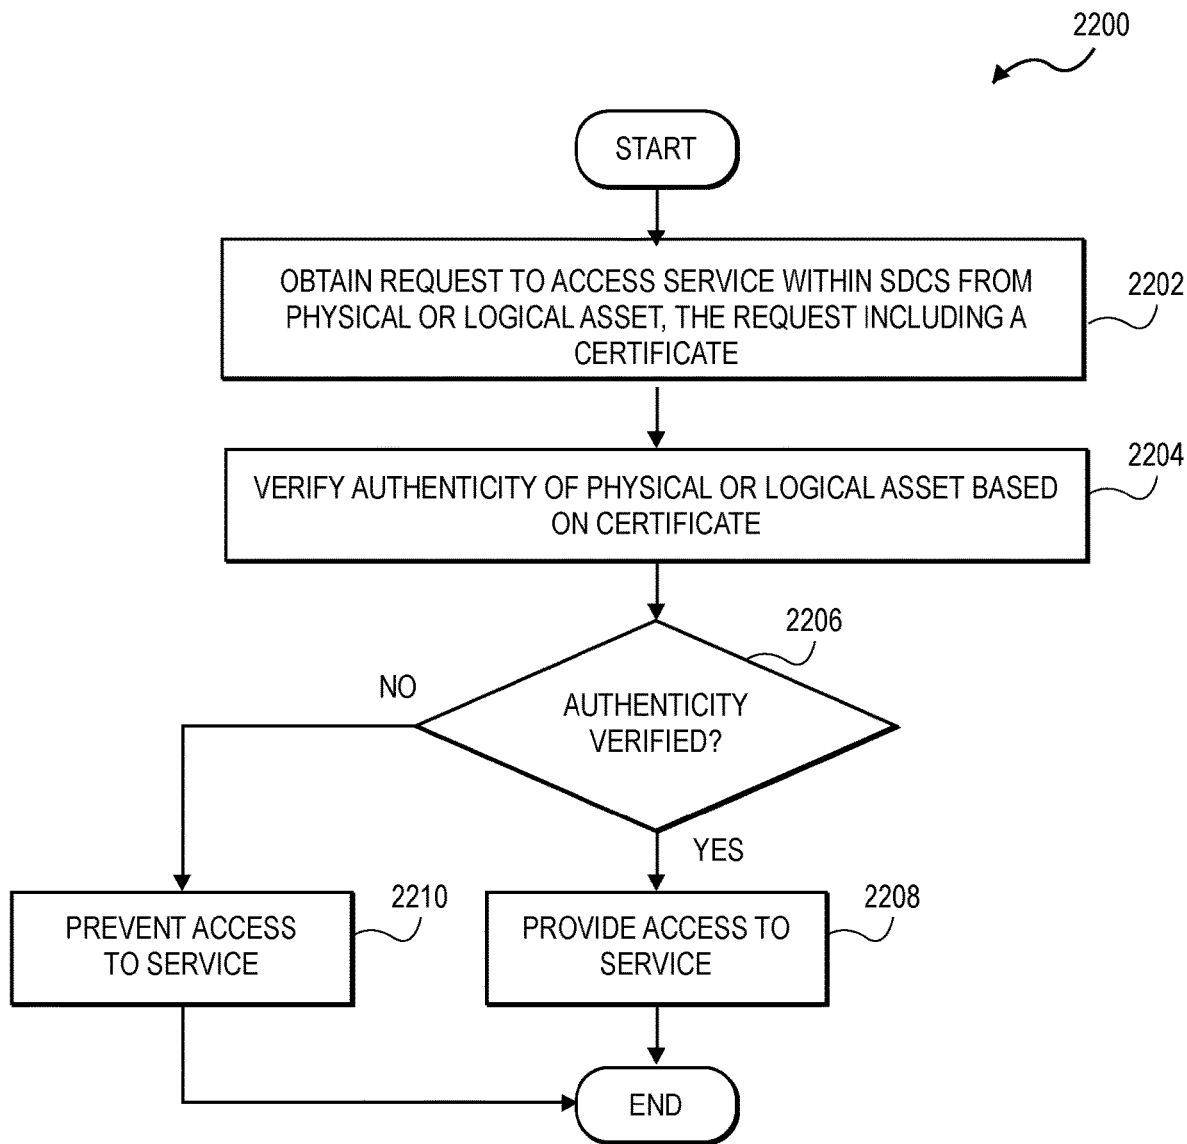 2200
START
OBTAIN REQUEST TO ACCESS SERVICE WITHIN SDCS FROM
PHYSICAL OR LOGICAL ASSET, THE REQUEST INCLUDING A
CERTIFICATE
2202
VERIFY AUTHENTICITY OF PHYSICAL OR LOGICAL ASSET BASED
ON CERTIFICATE
2204
2206
AUTHENTICITY
VERIFIED?
NO
YES
PREVENT ACCESS
TO SERVICE
2210
PROVIDE ACCESS TO
SERVICE
2208
END